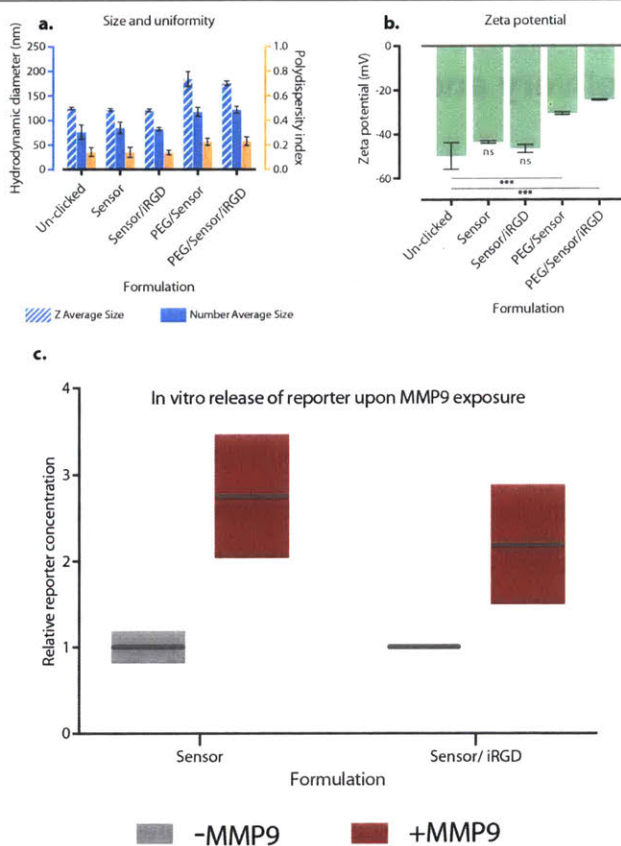 a.
Size and uniformity
Hydrodynamic diameter (nm)
250
200
150
100
50
0
1.0
0.8
0.6
0.4
0.2
0.0
Polydispersity index
Un-clicked
Sensor
Sensor/iRGD
PEG/Sensor
PEG/Sensor/iRGD
Formulation
Z Average Size
Number Average Size
b.
Zeta potential
Zeta potential (mV)
0
-20
-40
-60
ns
ns
***
***
Un-clicked
Sensor
Sensor/iRGD
PEG/Sensor
PEG/Sensor/iRGD
Formulation
c.
In vitro release of reporter upon MMP9 exposure
Relative reporter concentration
4
3
2
1
0
Sensor
Sensor/ iRGD
Formulation
-MMP9
+MMP9